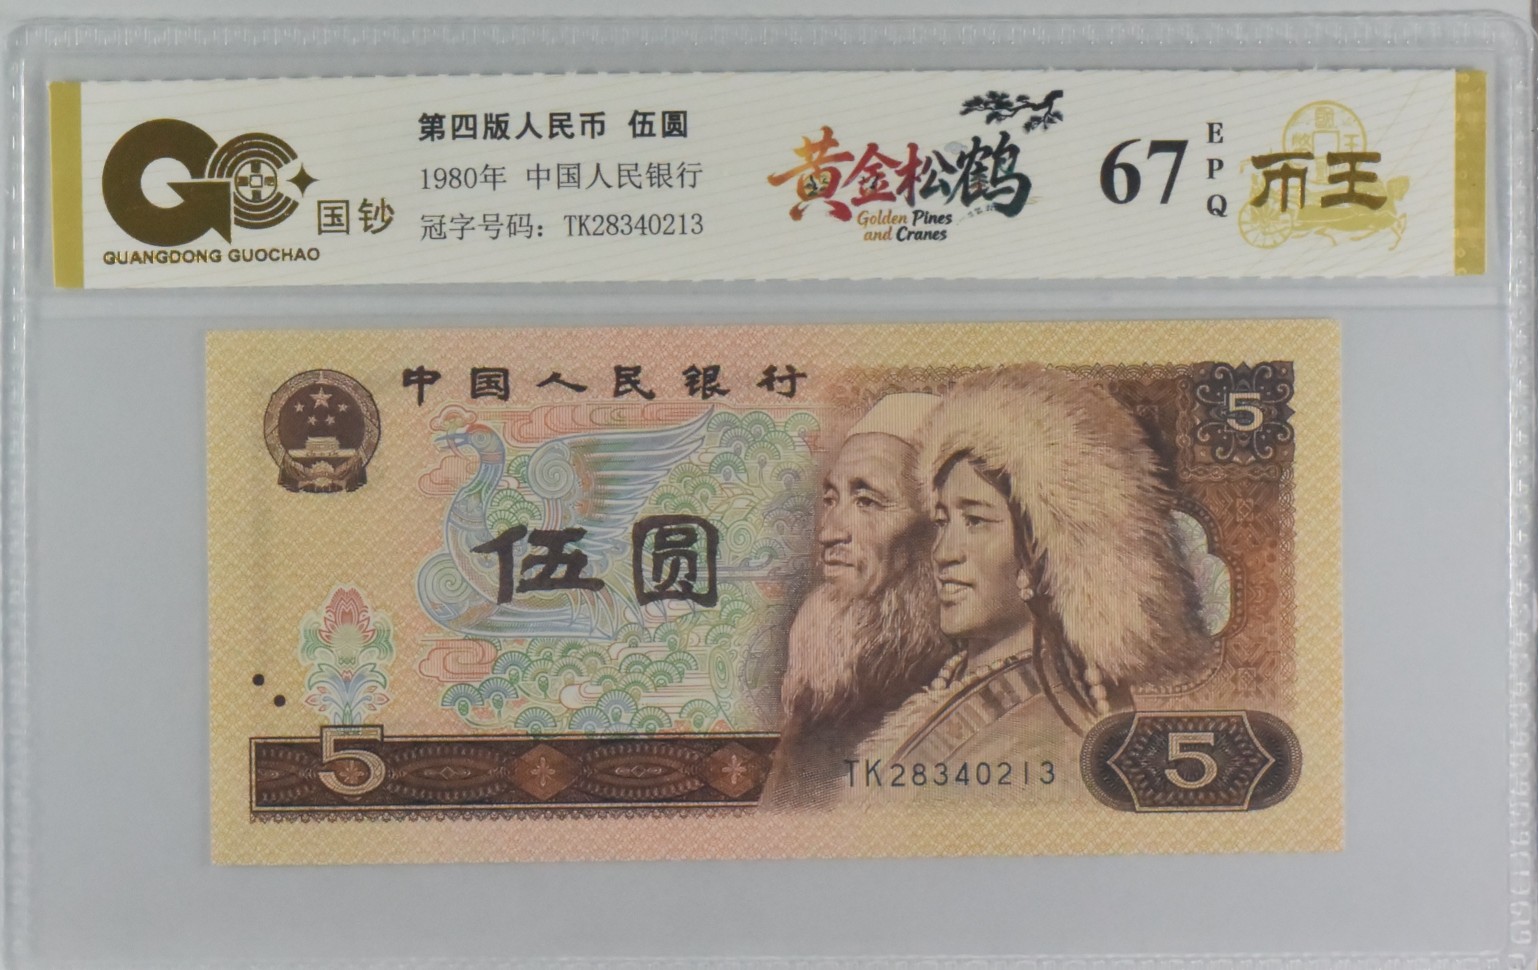 国钞
QUANGDONG GUOCHAO
第四版人民币 伍圆
1980年 中国人民银行
冠字号码：TK28340213
黄金松鹤
Golden Pines
and Cranes
67
EPQ
币王
中国人民银行
5
伍圆
5
TK28340213
5